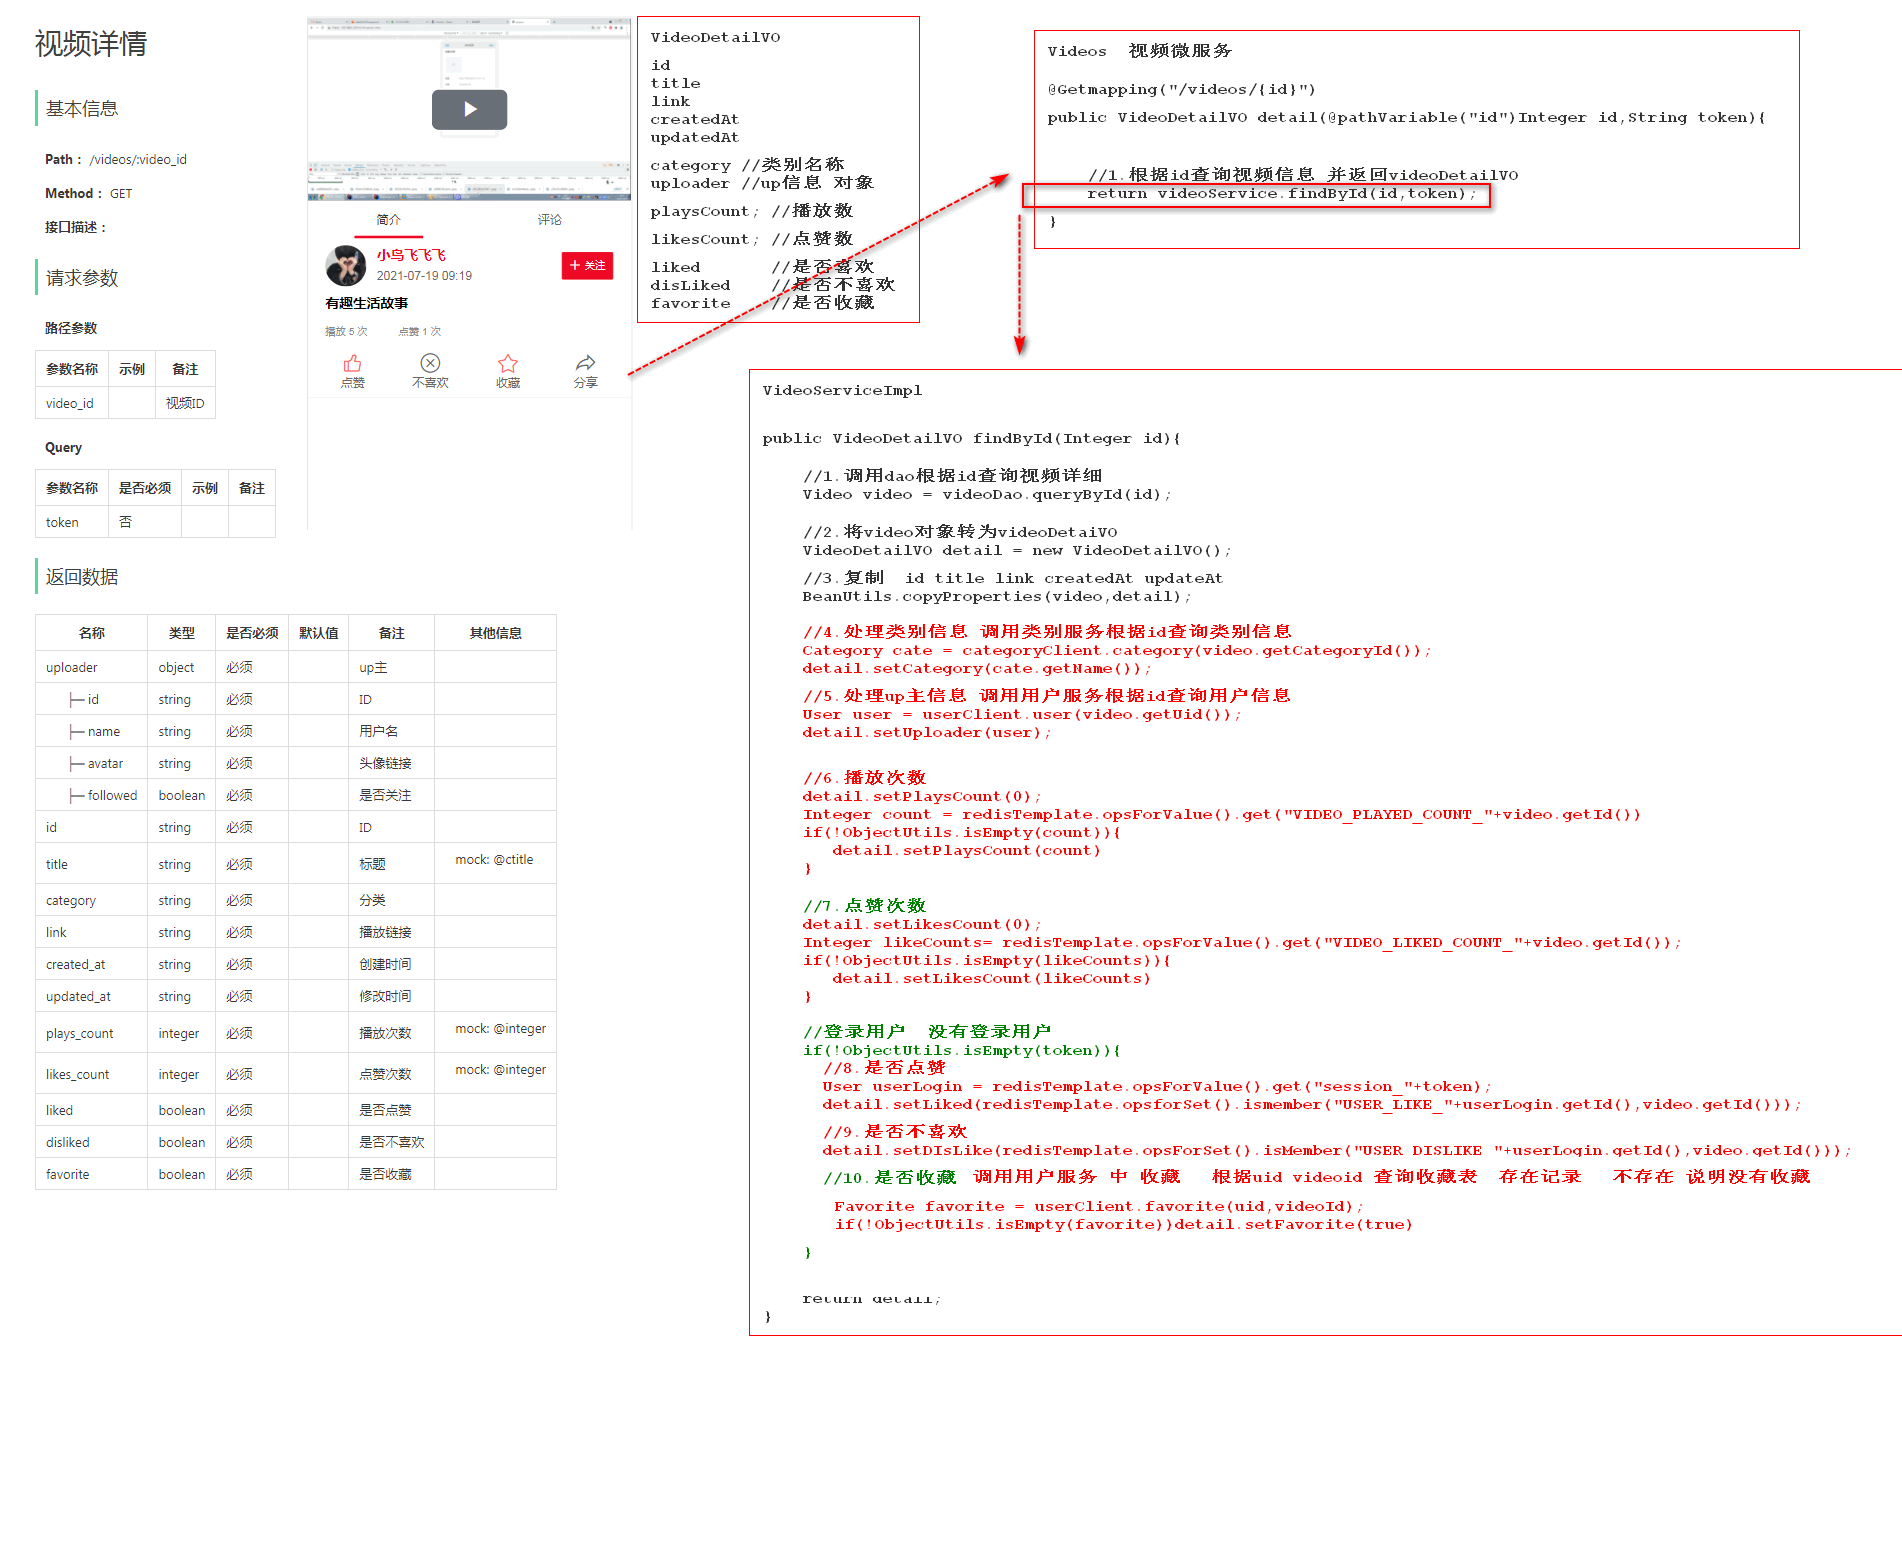 视频详情
基本信息
Path： /videos/:video_id
Method： GET
接口描述：
请求参数
路径参数
参数名称 示例 备注
video_id 视频ID
Query
参数名称 是否必须 示例 备注
token 否
返回数据
名称 类型 是否必须 默认值 备注 其他信息
uploader object 必须 up主
├─ id string 必须 ID
├─ name string 必须 用户名
├─ avatar string 必须 头像链接
├─ followed boolean 必须 是否关注
id string 必须 ID
title string 必须 标题 mock: @ctitle
category string 必须 分类
link string 必须 播放链接
created_at string 必须 创建时间
updated_at string 必须 修改时间
plays_count integer 必须 播放次数 mock: @integer
likes_count integer 必须 点赞次数 mock: @integer
liked boolean 必须 是否点赞
disliked boolean 必须 是否不喜欢
favorite boolean 必须 是否收藏
简介 评论
小鸟飞飞飞
2021-07-19 09:19
+ 关注
有趣生活故事
播放 5 次 点赞 1 次
点赞 不喜欢 收藏 分享
VideoDetailVO
id
title
link
createdAt
updatedAt
category //类别名称
uploader //up信息 对象
playsCount; //播放数
likesCount; //点赞数
liked //是否喜欢
disLiked //是否不喜欢
favorite //是否收藏
Videos 视频微服务
@Getmapping("/videos/{id}")
public VideoDetailVO detail(@pathVariable("id")Integer id,String token){
//1.根据id查询视频信息 并返回videoDetailVO
return videoService.findById(id,token);
}
VideoServiceImpl
public VideoDetailVO findById(Integer id){
//1.调用dao根据id查询视频详细
Video video = videoDao.queryById(id);
//2.将video对象转为videoDetaiVO
VideoDetailVO detail = new VideoDetailVO();
//3.复制 id title link createdAt updateAt
BeanUtils.copyProperties(video,detail);
//4.处理类别信息 调用类别服务根据id查询类别信息
Category cate = categoryClient.category(video.getCategoryId());
detail.setCategory(cate.getName());
//5.处理up主信息 调用用户服务根据id查询用户信息
User user = userClient.user(video.getUid());
detail.setUploader(user);
//6.播放次数
detail.setPlaysCount(0);
Integer count = redisTemplate.opsForValue().get("VIDEO_PLAYED_COUNT_"+video.getId())
if(!ObjectUtils.isEmpty(count)){
detail.setPlaysCount(count)
}
//7.点赞次数
detail.setLikesCount(0);
Integer likeCounts= redisTemplate.opsForValue().get("VIDEO_LIKED_COUNT_"+video.getId());
if(!ObjectUtils.isEmpty(likeCounts)){
detail.setLikesCount(likeCounts)
}
//登录用户 没有登录用户
if(!ObjectUtils.isEmpty(token)){
//8.是否点赞
User userLogin = redisTemplate.opsForValue().get("session_"+token);
detail.setLiked(redisTemplate.opsforSet().ismember("USER_LIKE_"+userLogin.getId(),video.getId()));
//9.是否不喜欢
detail.setDIsLike(redisTemplate.opsForSet().isMember("USER DISLIKE "+userLogin.getId(),video.getId()));
//10.是否收藏 调用用户服务 中 收藏 根据uid videoid 查询收藏表 存在记录 不存在 说明没有收藏
Favorite favorite = userClient.favorite(uid,videoId);
if(!ObjectUtils.isEmpty(favorite))detail.setFavorite(true)
}
return detail;
}